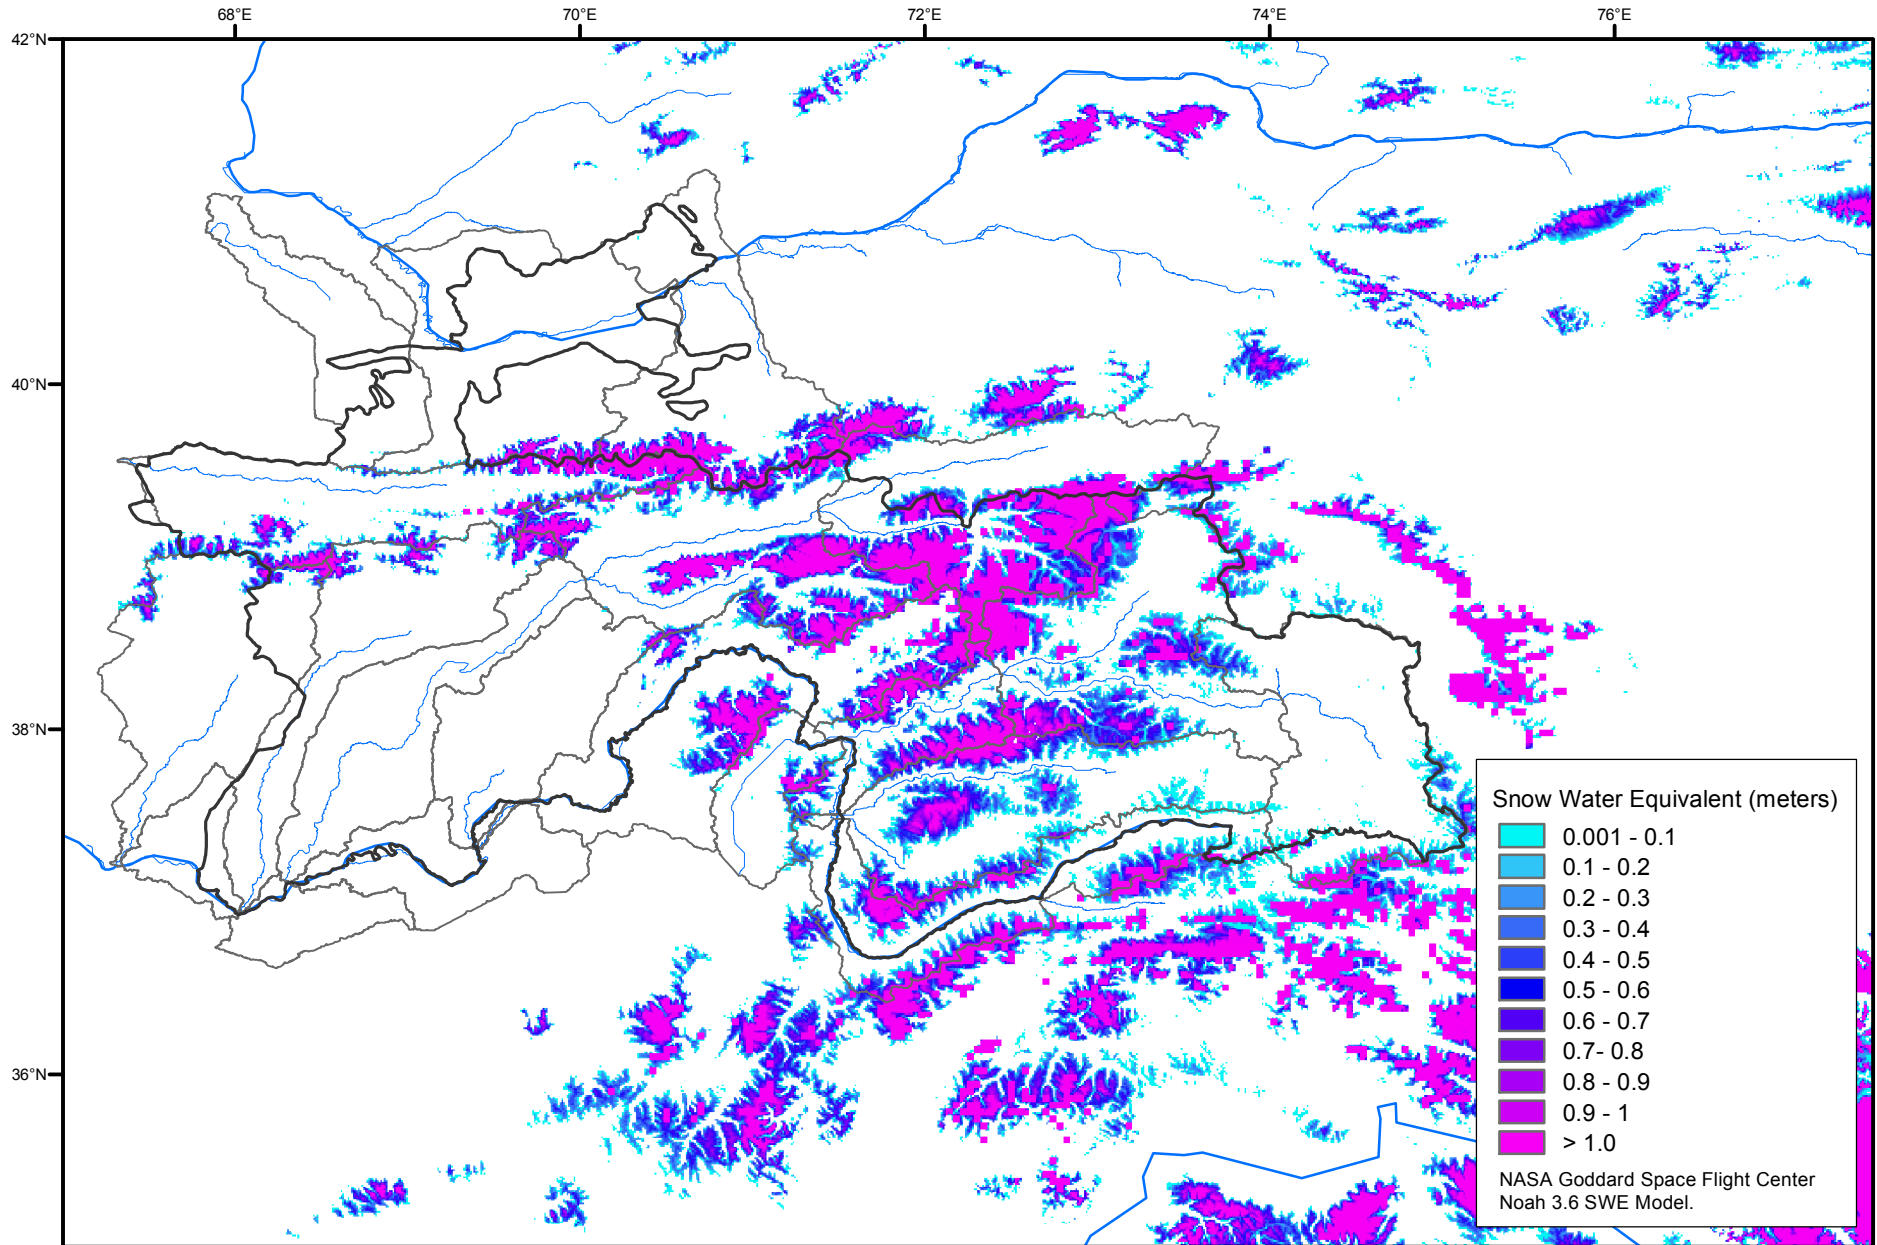 68°E
70°E
72°E
74°E
76°E
42°N
40°N
38°N
36°N
Snow Water Equivalent (meters)
0.001 - 0.1
0.1 - 0.2
0.2 - 0.3
0.3 - 0.4
0.4 - 0.5
0.5 - 0.6
0.6 - 0.7
0.7- 0.8
0.8 - 0.9
0.9 - 1
> 1.0
NASA Goddard Space Flight Center
Noah 3.6 SWE Model.